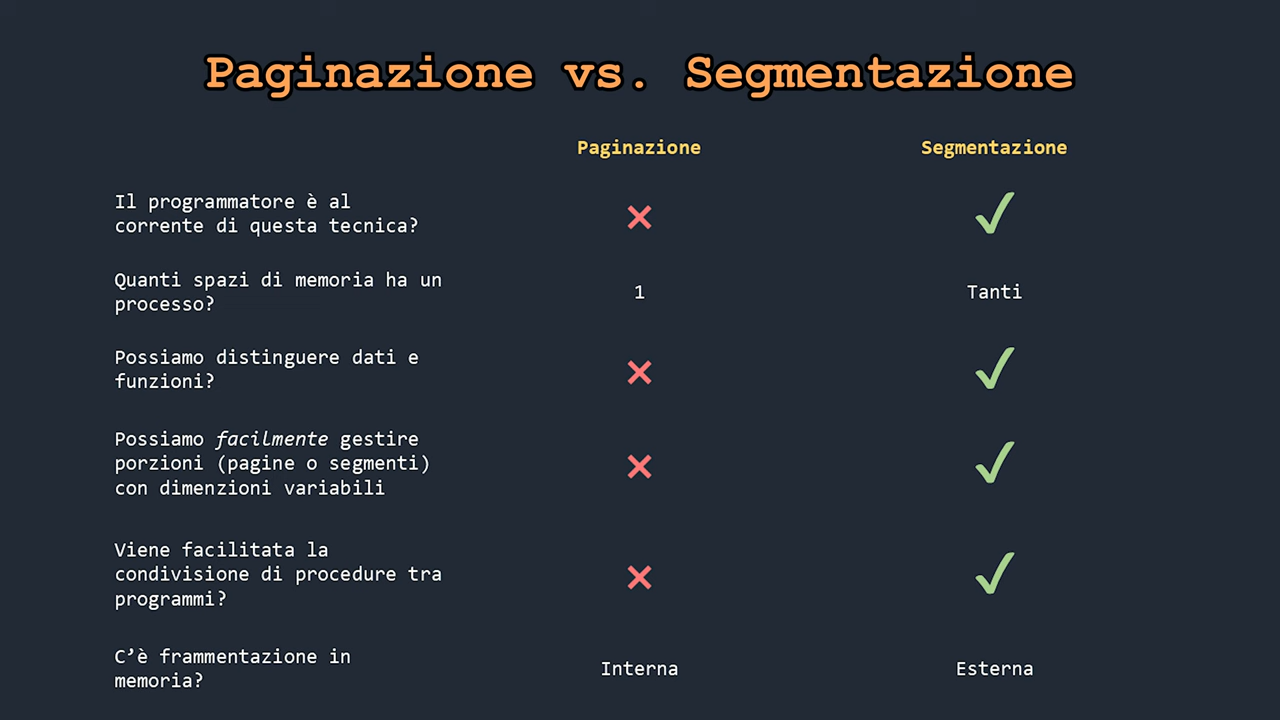 Paginazione vs. Segmentazione
Paginazione Segmentazione
Il programmatore è al
corrente di questa tecnica? ✕ ✓
Quanti spazi di memoria ha un
processo? 1 Tanti
Possiamo distinguere dati e
funzioni? ✕ ✓
Possiamo facilmente gestire
porzioni (pagine o segmenti)
con dimenzioni variabili ✕ ✓
Viene facilitata la
condivisione di procedure tra
programmi? ✕ ✓
C’è frammentazione in
memoria? Interna Esterna